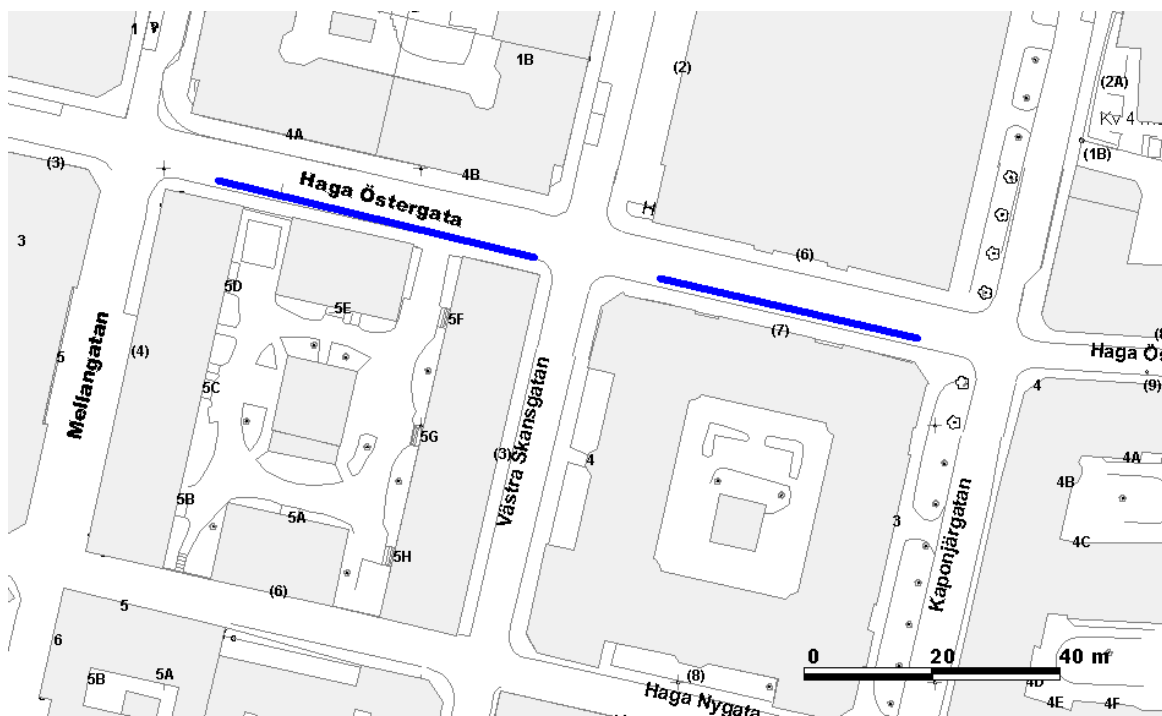 1
1B
(2)
(2A)
Kv 4
(1B)
4A
4B
(3)
Haga Östergata
H
(6)
3
5D
5E
5F
(7)
Haga Ös
(9)
4
5
(4)
5C
5G
Mellangatan
Västra Skansgatan
(3)
4
4A
4B
5B
5A
3
4C
5H
Kaponjärgatan
(6)
5
6
5B
5A
0 20 40 m
(8)
Haga Nygata
4D
4E
4F